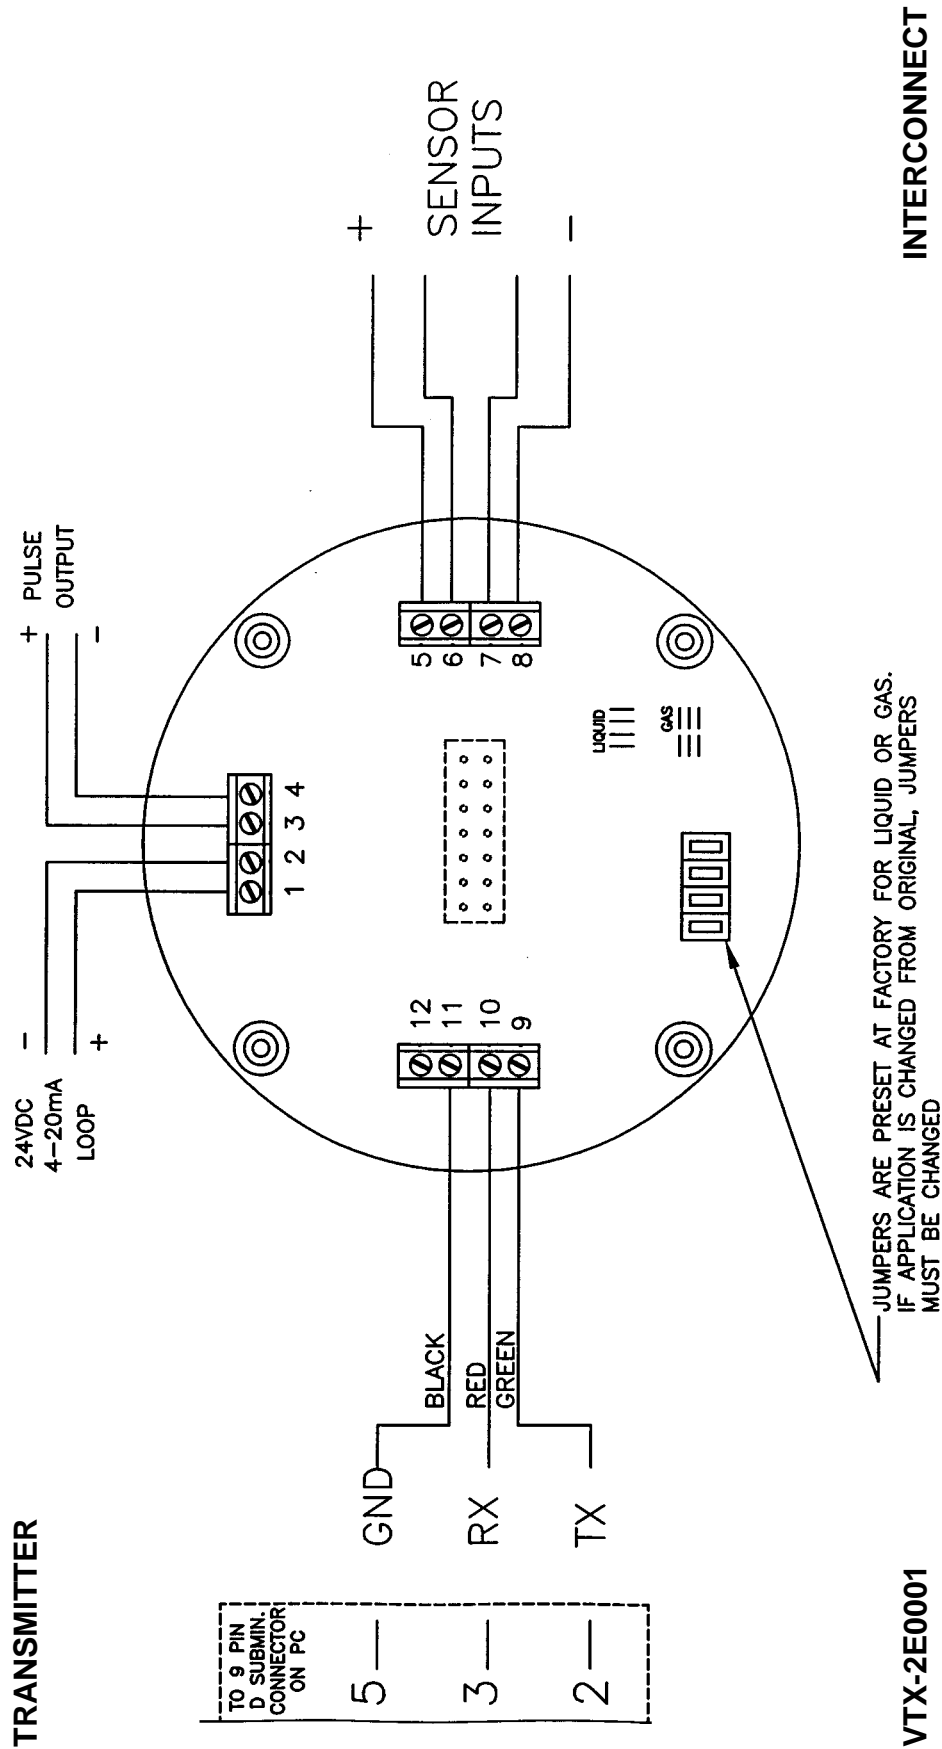 TRANSMITTER
24VDC
4–20mA
LOOP
–
+
+
–
PULSE
OUTPUT
1 2 3 4
TO 9 PIN
D SUBMIN.
CONNECTOR
ON PC
5
3
2
GND
RX
TX
BLACK
RED
GREEN
12
11
10
9
5
6
7
8
+
SENSOR
INPUTS
–
LIQUID
GAS
JUMPERS ARE PRESET AT FACTORY FOR LIQUID OR GAS.
IF APPLICATION IS CHANGED FROM ORIGINAL, JUMPERS
MUST BE CHANGED
VTX-2E0001
INTERCONNECT